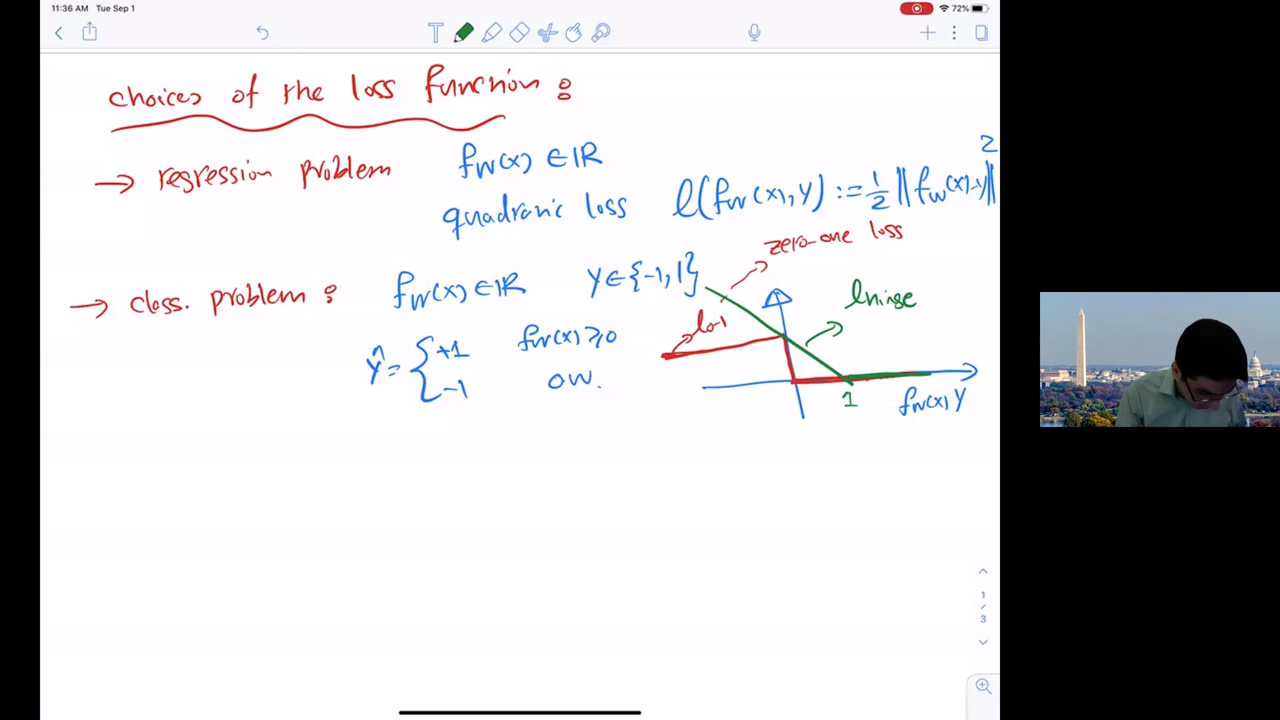 11:36 AM Tue Sep 1
72%
choices of the loss function :
→ regression problem fw(x) ∈ IR
quadratic loss l(fw(x), y) := 1/2 ||fw(x)-y||²
zero-one loss
→ class. problem : fw(x) ∈ IR y ∈ {-1, 1}
lhinge
l0-1
ŷ = { +1 fw(x) ≥ 0
-1 ow.
1
fw(x) y
1
/
3